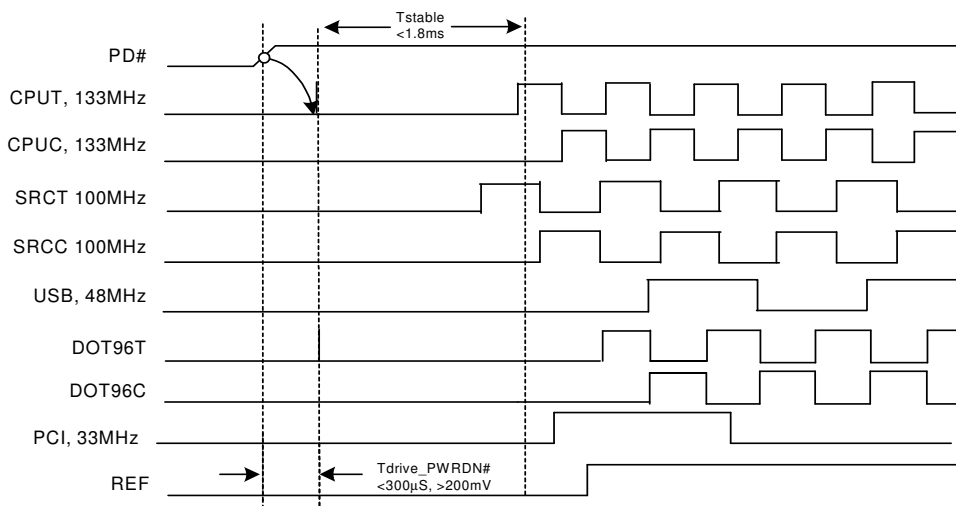 Tstable
<1.8ms
PD#
CPUT, 133MHz
CPUC, 133MHz
SRCT 100MHz
SRCC 100MHz
USB, 48MHz
DOT96T
DOT96C
PCI, 33MHz
Tdrive_PWRDN#
<300µS, >200mV
REF